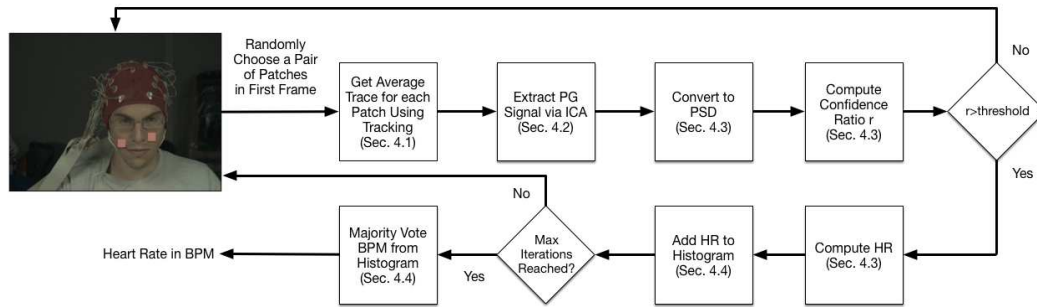 Randomly
Choose a Pair
of Patches
in First Frame
Get Average
Trace for each
Patch Using
Tracking
(Sec. 4.1)
Extract PG
Signal via ICA
(Sec. 4.2)
Convert to
PSD
(Sec. 4.3)
Compute
Confidence
Ratio r
(Sec. 4.3)
No
r>threshold
Yes
Compute HR
(Sec. 4.3)
Add HR to
Histogram
(Sec. 4.4)
No
Max
Iterations
Reached?
Yes
Majority Vote
BPM from
Histogram
(Sec. 4.4)
Heart Rate in BPM